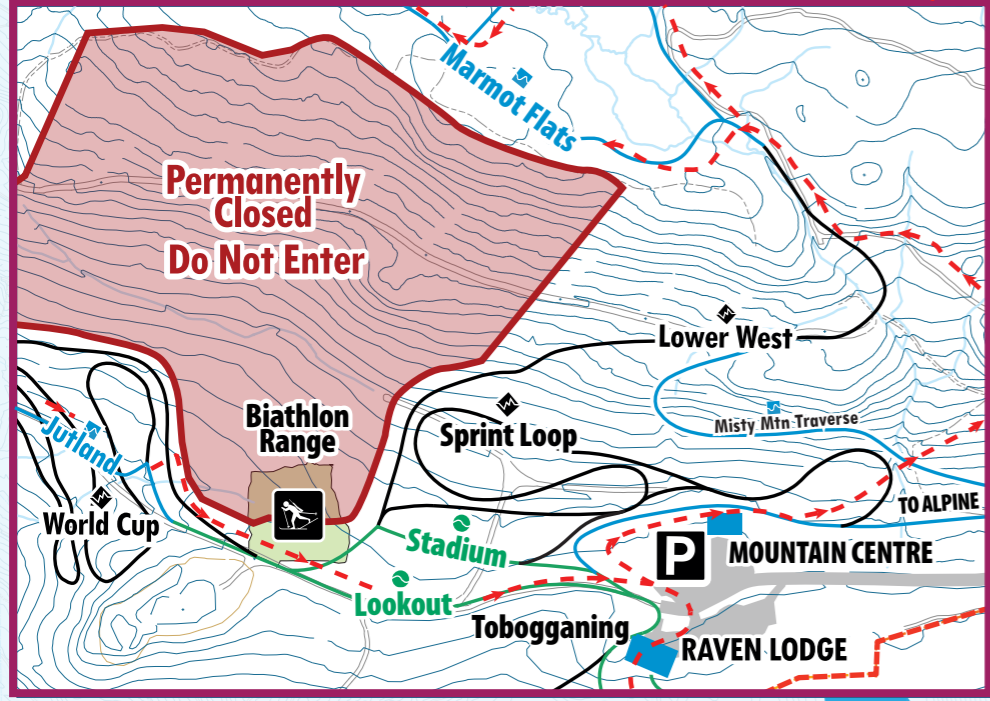 Marmot Flats
Permanently
Closed
Do Not Enter
Lower West
Biathlon
Range
Sprint Loop
Misty Mtn Traverse
Jutland
World Cup
TO ALPINE
Stadium
P
MOUNTAIN CENTRE
Lookout
Tobogganing
RAVEN LODGE